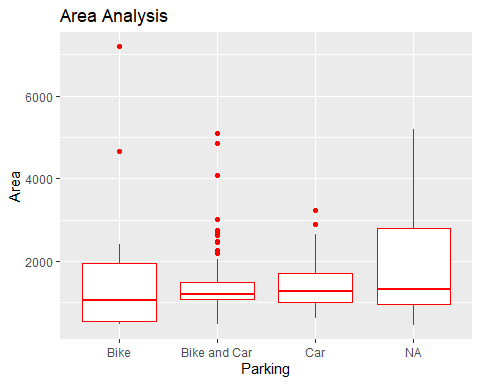 Area Analysis
Area
6000
4000
2000
Bike
Bike and Car
Car
NA
Parking